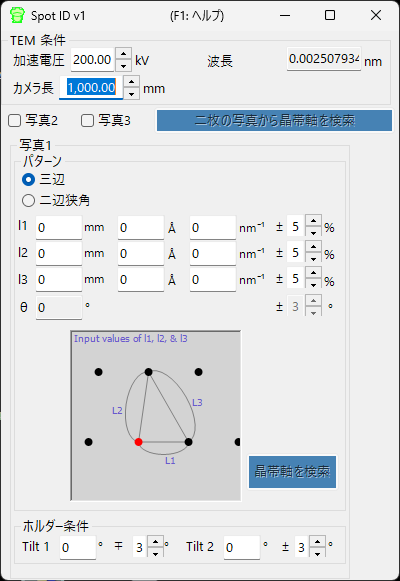 Spot ID v1 (F1: ヘルプ)
TEM 条件
加速電圧 200.00 kV 波長 0.002507934 nm
カメラ長 1,000.00 mm
写真2 写真3 二枚の写真から晶帯軸を検索
写真1
パターン
三辺
二辺狭角
l1 0 mm 0 Å 0 nm⁻¹ ± 5 %
l2 0 mm 0 Å 0 nm⁻¹ ± 5 %
l3 0 mm 0 Å 0 nm⁻¹ ± 5 %
θ 0 ° ± 3 °
Input values of l1, l2, & l3
L2 L3
L1
晶帯軸を検索
ホルダー条件
Tilt 1 0 ° ∓ 3 ° Tilt 2 0 ° ± 3 °